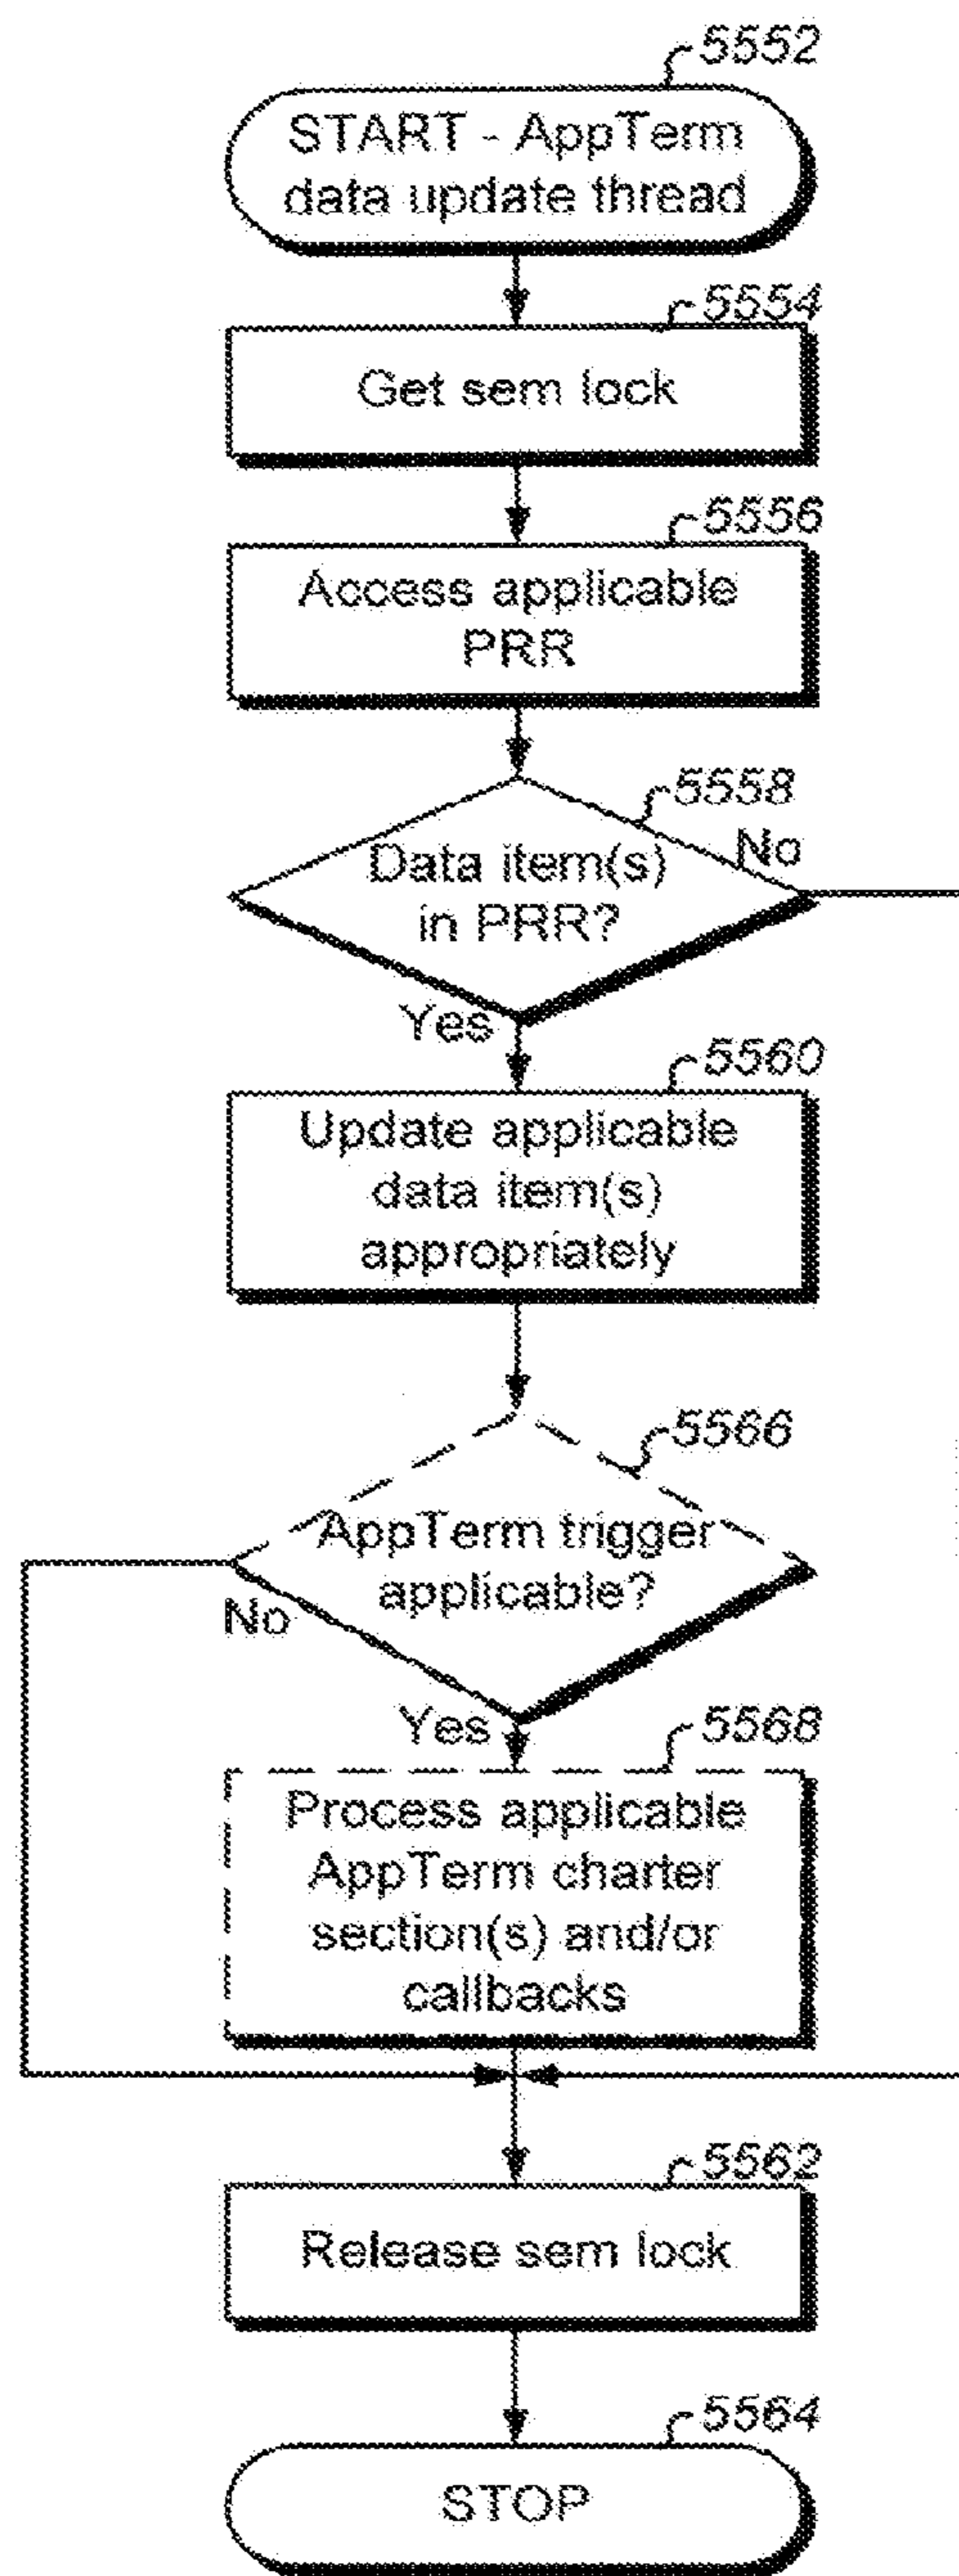 5552
START - AppTerm
data update thread
5554
Get sem lock
5556
Access applicable
PRR
5558
No
Data item(s)
in PRR?
Yes
5560
Update applicable
data item(s)
appropriately
5566
AppTerm trigger
applicable?
No
Yes
5568
Process applicable
AppTerm charter
section(s) and/or
callbacks
5562
Release sem lock
5564
STOP